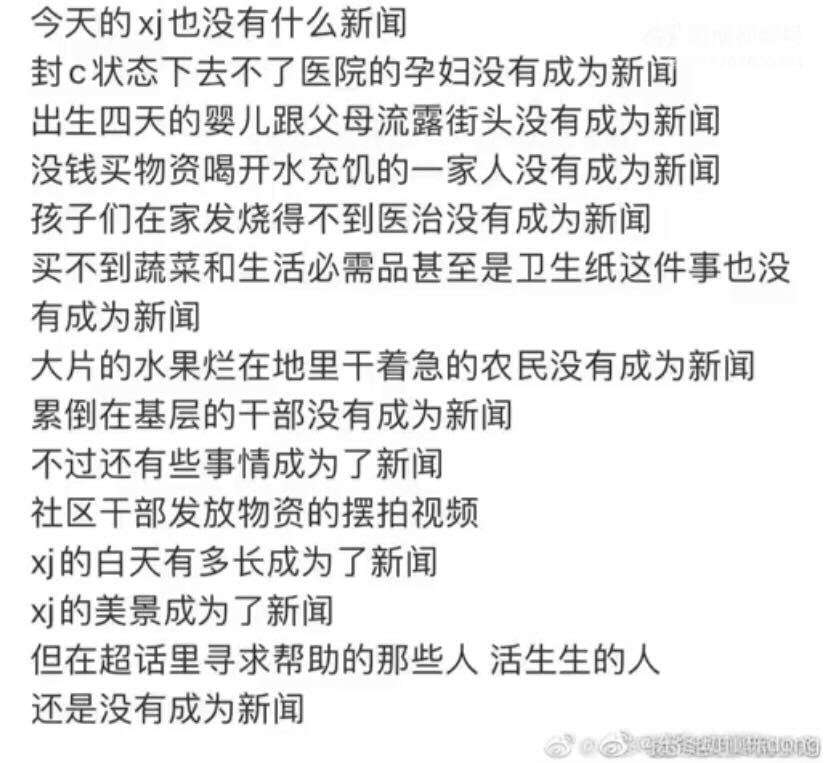 今天的xj也没有什么新闻
封c状态下去不了医院的孕妇没有成为新闻
出生四天的婴儿跟父母流露街头没有成为新闻
没钱买物资喝开水充饥的一家人没有成为新闻
孩子们在家发烧得不到医治没有成为新闻
买不到蔬菜和生活必需品甚至是卫生纸这件事也没
有成为新闻
大片的水果烂在地里干着急的农民没有成为新闻
累倒在基层的干部没有成为新闻
不过还有些事情成为了新闻
社区干部发放物资的摆拍视频
xj的白天有多长成为了新闻
xj的美景成为了新闻
但在超话里寻求帮助的那些人 活生生的人
还是没有成为新闻